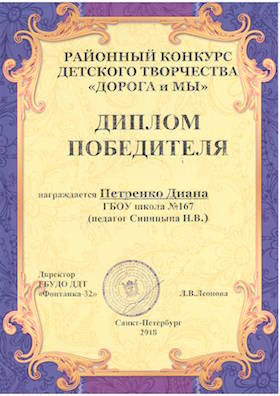 РАЙОННЫЙ КОНКУРС
ДЕТСКОГО ТВОРЧЕСТВА
«ДОРОГА и МЫ»
ДИПЛОМ
ПОБЕДИТЕЛЯ
награждается Петренко Диана
ГБОУ школа №167
(педагог Синицына Н.В.)
Директор
ГБУДО ДДТ
«Фонтанка-32»
Л.В.Леонова
Санкт-Петербург
2018